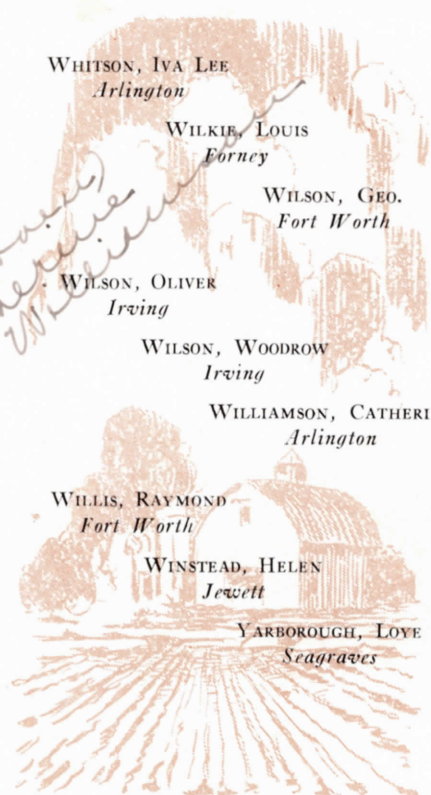 WHITSON, IVA LEE
Arlington
WILKIE, LOUIS
Forney
WILSON, GEO.
Fort Worth
WILSON, OLIVER
Irving
WILSON, WOODROW
Irving
WILLIAMSON, CATHERI
Arlington
WILLIS, RAYMOND
Fort Worth
WINSTEAD, HELEN
Jewett
YARBOROUGH, LOYE
Seagraves
Williamson